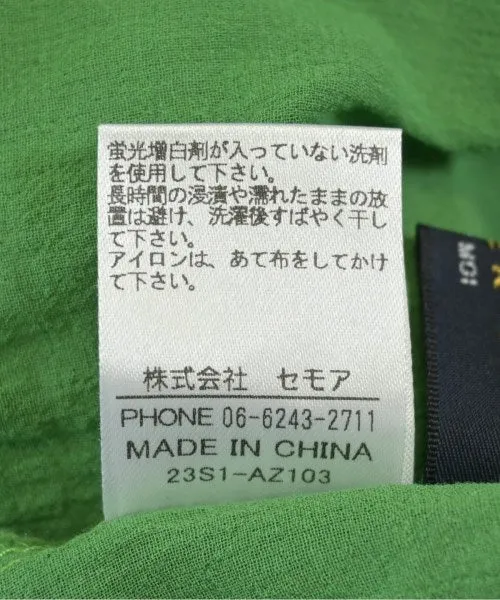 蛍光増白剤が入っていない洗剤
を使用して下さい。
長時間の浸漬や濡れたままの放
置は避け、洗濯後すばやく干し
て下さい。
アイロンは、あて布をしてかけ
て下さい。
株式会社 セモア
PHONE 06-6243-2711
MADE IN CHINA
23S1-AZ103